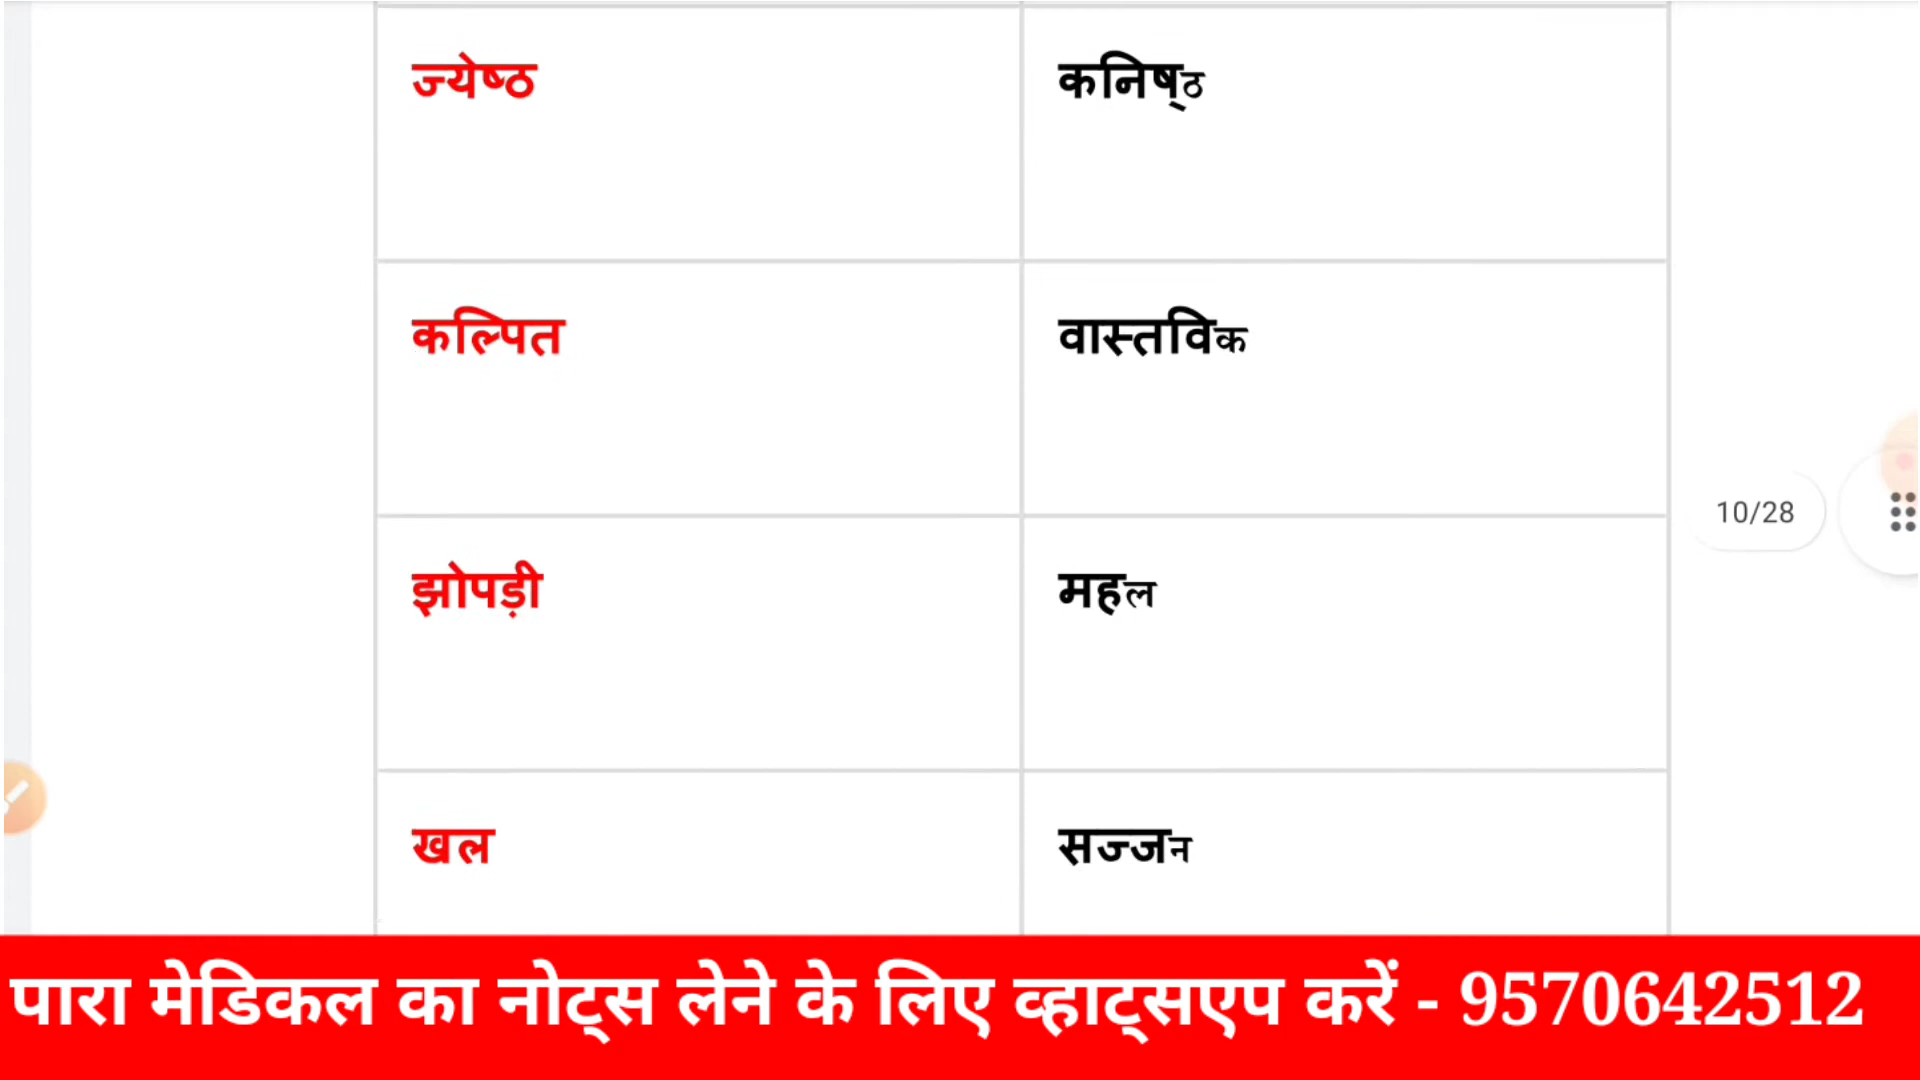 ज्येष्ठ कनिष्ठ
कल्पित वास्तविक
10/28
झोपड़ी महल
खल सज्जन
पारा मेडिकल का नोट्स लेने के लिए व्हाट्सएप करें - 9570642512